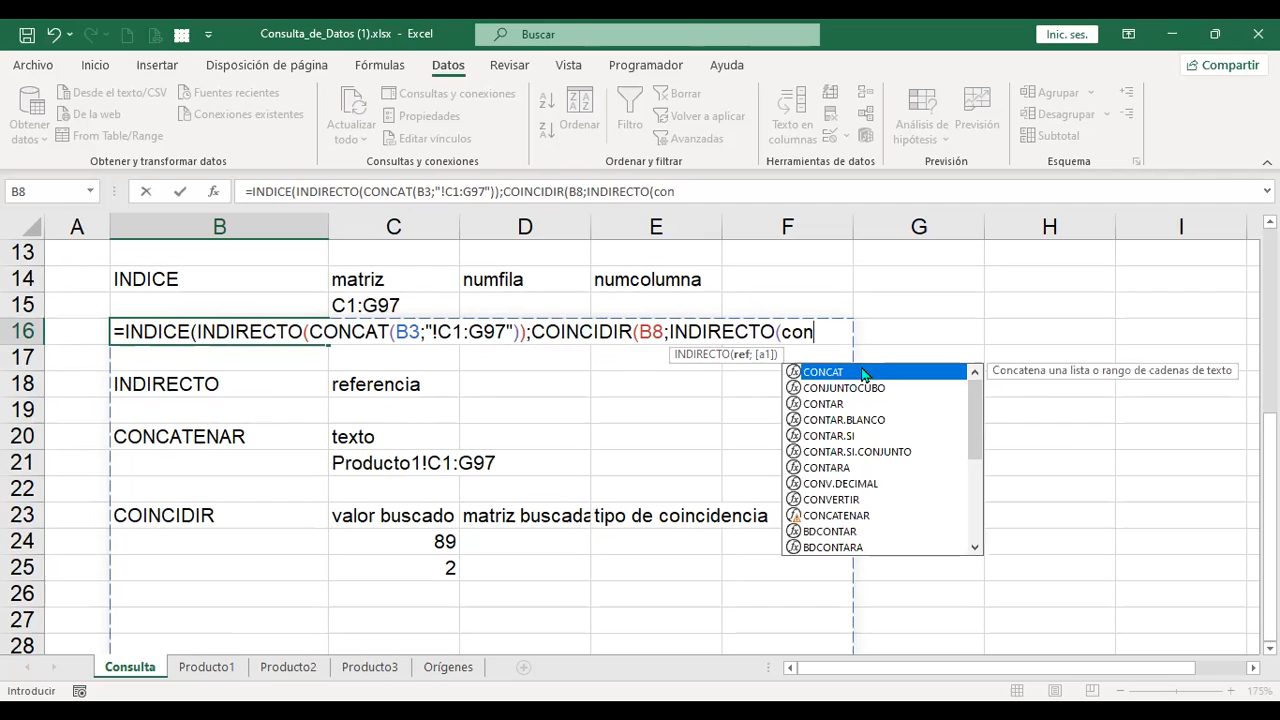 Consulta_de_Datos (1).xlsx - Excel
Buscar
Inic. ses.
Archivo Inicio Insertar Disposición de página Fórmulas Datos Revisar Vista Programador Ayuda
Compartir
Obtener datos
Desde el texto/CSV
De la web
From Table/Range
Fuentes recientes
Conexiones existentes
Obtener y transformar datos
Actualizar todo
Consultas y conexiones
Propiedades
Editar vínculos
Consultas y conexiones
Ordenar
Filtro
Borrar
Volver a aplicar
Avanzadas
Ordenar y filtrar
Texto en columnas
Herramientas de datos
Análisis de hipótesis
Previsión
Previsión
Agrupar
Desagrupar
Subtotal
Esquema
B8
fx
=INDICE(INDIRECTO(CONCAT(B3;"!C1:G97"));COINCIDIR(B8;INDIRECTO(con
A B C D E F G H I
13
14 INDICE matriz numfila numcolumna
15 C1:G97
16 =INDICE(INDIRECTO(CONCAT(B3;"!C1:G97"));COINCIDIR(B8;INDIRECTO(con
INDIRECTO(ref; [a1])
17
18 INDIRECTO referencia
19
20 CONCATENAR texto
21 Producto1!C1:G97
22
23 COINCIDIR valor buscado matriz buscada tipo de coincidencia
24 89
25 2
26
27
28
CONCAT
Concatena una lista o rango de cadenas de texto
CONJUNTOCUBO
CONTAR
CONTAR.BLANCO
CONTAR.SI
CONTAR.SI.CONJUNTO
CONTARA
CONV.DECIMAL
CONVERTIR
CONCATENAR
BDCONTAR
BDCONTARA
Consulta Producto1 Producto2 Producto3 Orígenes
Introducir
175%